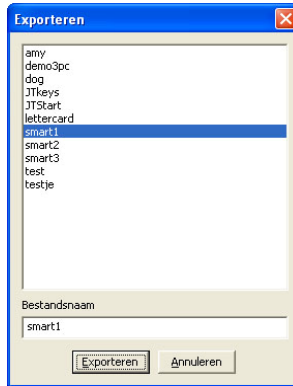 Exporteren
amy
demo3pc
dog
JTkeys
JTStart
lettercard
smart1
smart2
smart3
test
testje
Bestandsnaam
smart1
Exporteren Annuleren